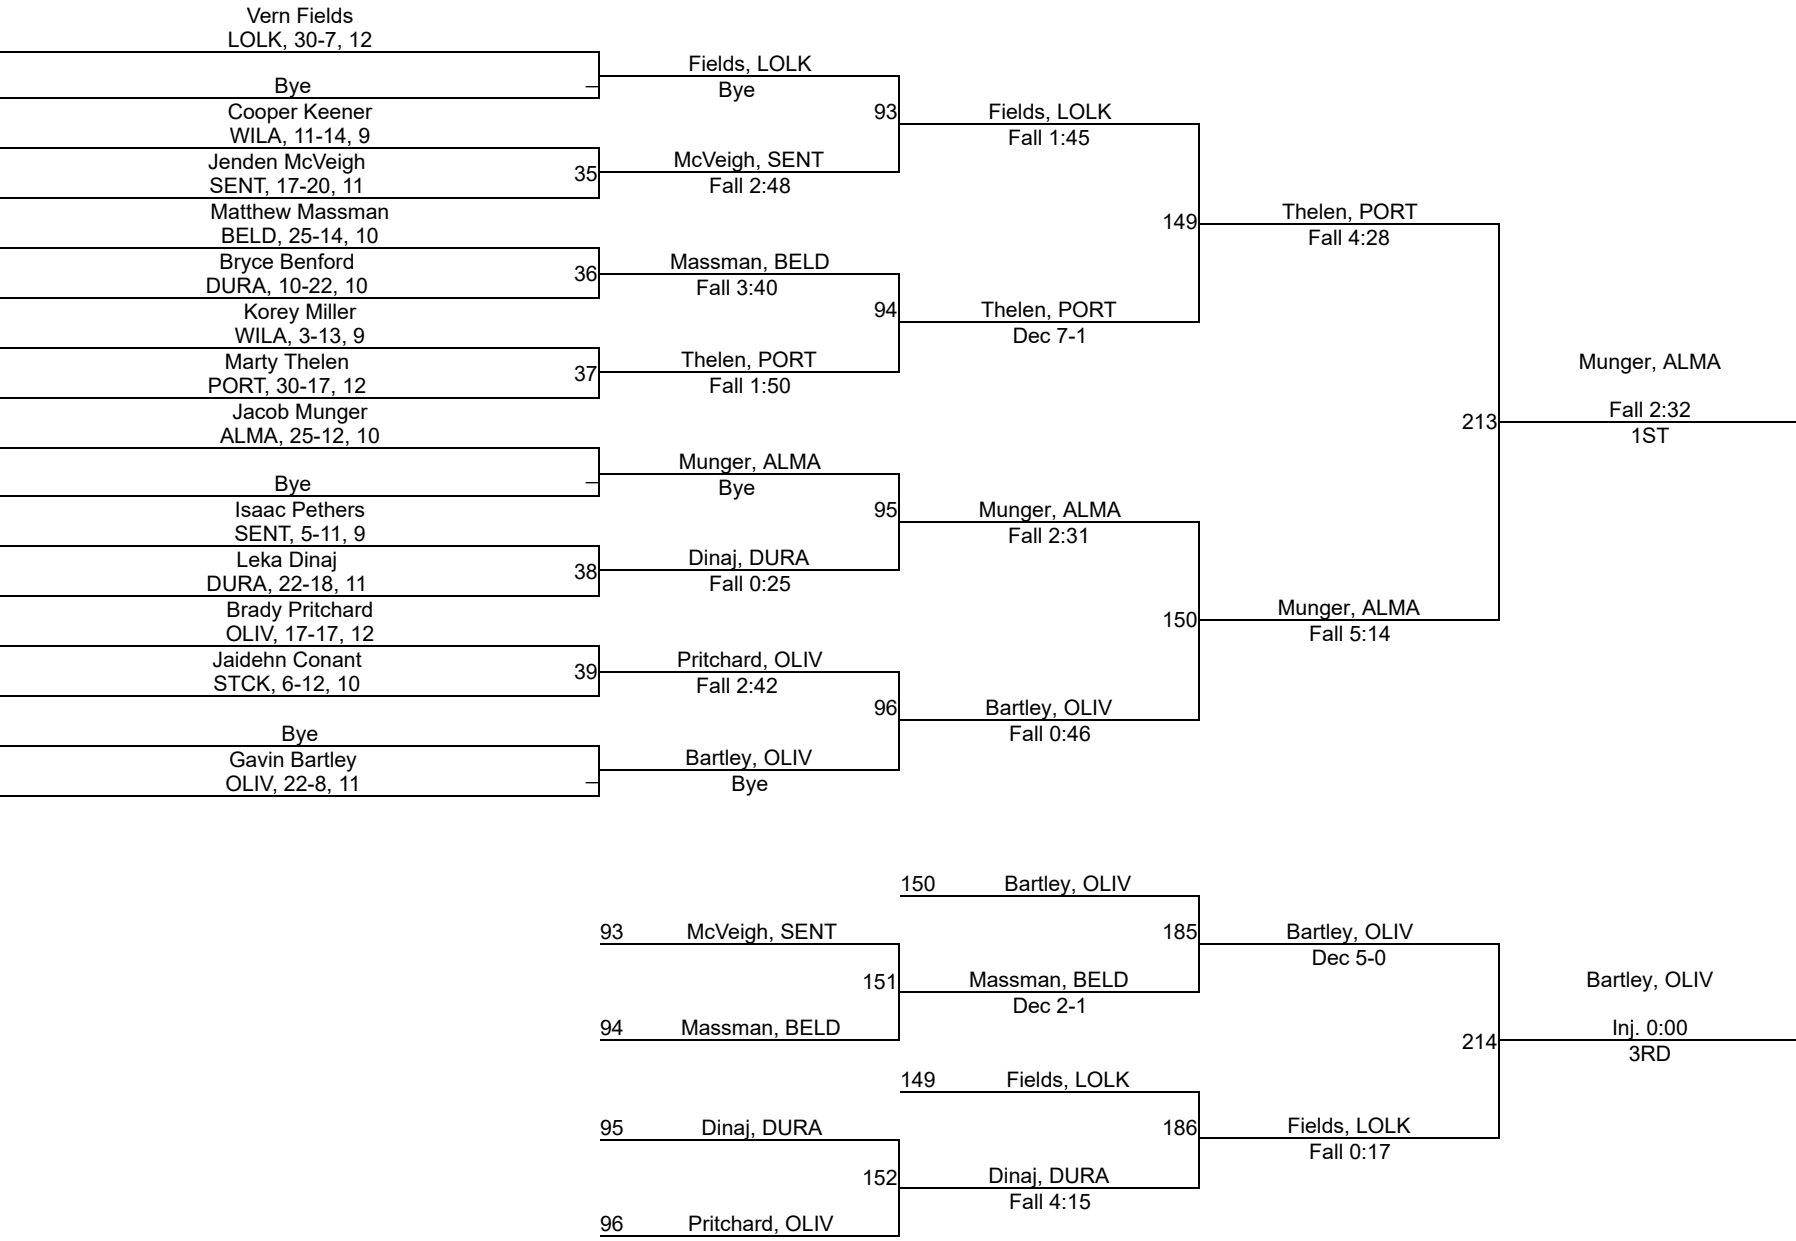 Vern Fields
LOLK, 30-7, 12
Bye
–
Cooper Keener
WILA, 11-14, 9
Jenden McVeigh
SENT, 17-20, 11
35
Matthew Massman
BELD, 25-14, 10
Bryce Benford
DURA, 10-22, 10
36
Korey Miller
WILA, 3-13, 9
Marty Thelen
PORT, 30-17, 12
37
Jacob Munger
ALMA, 25-12, 10
Bye
–
Isaac Pethers
SENT, 5-11, 9
Leka Dinaj
DURA, 22-18, 11
38
Brady Pritchard
OLIV, 17-17, 12
Jaidehn Conant
STCK, 6-12, 10
39
Bye
Gavin Bartley
OLIV, 22-8, 11
–
Fields, LOLK
Bye
93
McVeigh, SENT
Fall 2:48
Massman, BELD
Fall 3:40
94
Thelen, PORT
Fall 1:50
Munger, ALMA
Bye
95
Dinaj, DURA
Fall 0:25
Pritchard, OLIV
Fall 2:42
96
Bartley, OLIV
Bye
Fields, LOLK
Fall 1:45
149
Thelen, PORT
Dec 7-1
Munger, ALMA
Fall 2:31
150
Bartley, OLIV
Fall 0:46
Thelen, PORT
Fall 4:28
213
Munger, ALMA
Fall 5:14
Munger, ALMA
Fall 2:32
1ST
93 McVeigh, SENT
151
94 Massman, BELD
95 Dinaj, DURA
152
96 Pritchard, OLIV
150 Bartley, OLIV
185
Massman, BELD
Dec 2-1
149 Fields, LOLK
186
Dinaj, DURA
Fall 4:15
Bartley, OLIV
Dec 5-0
214
Fields, LOLK
Fall 0:17
Bartley, OLIV
Inj. 0:00
3RD